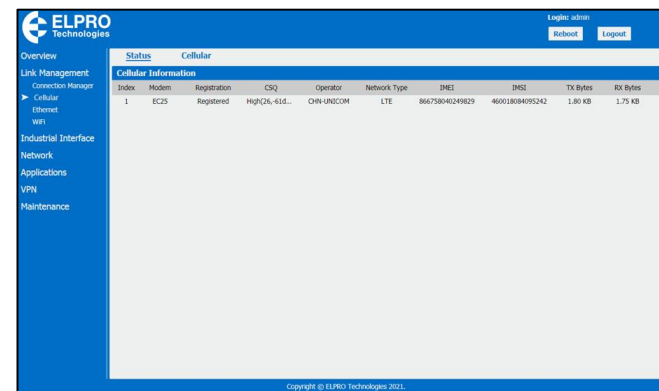 ELPRO
Technologies
Login: admin
Reboot Logout
Overview
Link Management
Connection Manager
Cellular
Ethernet
WiFi
Industrial Interface
Network
Applications
VPN
Maintenance
Status Cellular
Cellular Information
Index Modem Registration CSQ Operator Network Type IMEI IMSI TX Bytes RX Bytes
1 EC25 Registered High(26,-61d... CHN-UNICOM LTE 866758040249829 460018084095242 1.80 KB 1.75 KB
Copyright © ELPRO Technologies 2021.